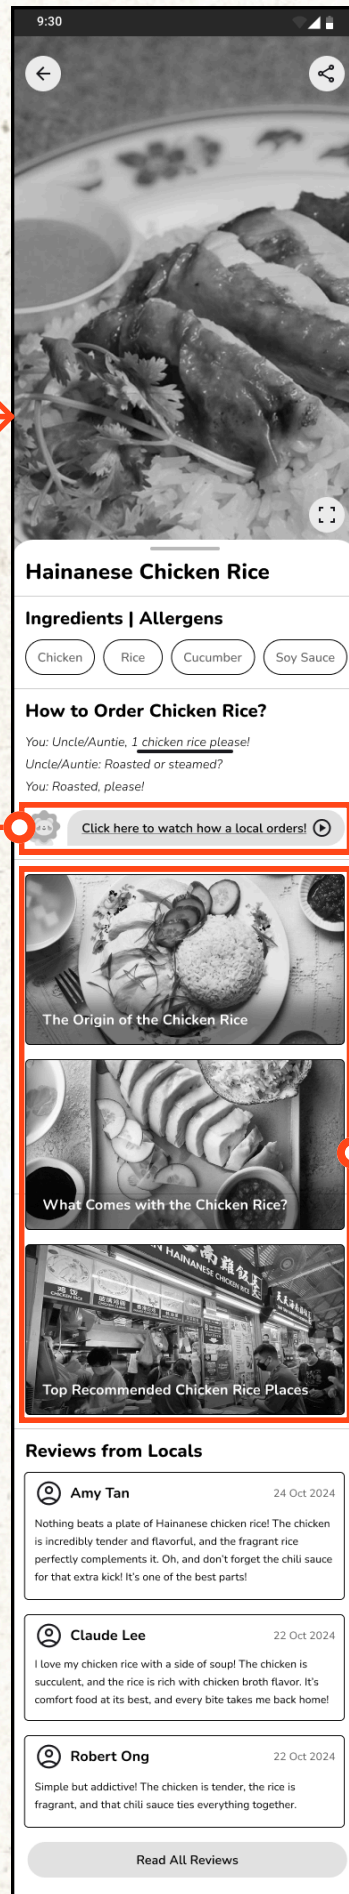 9:30
Hainanese Chicken Rice
Ingredients | Allergens
Chicken
Rice
Cucumber
Soy Sauce
How to Order Chicken Rice?
You: Uncle/Auntie, 1 chicken rice please!
Uncle/Auntie: Roasted or steamed?
You: Roasted, please!
Click here to watch how a local orders!
The Origin of the Chicken Rice
What Comes with the Chicken Rice?
HAINANESE CHICKEN RICE
Top Recommended Chicken Rice Places
Reviews from Locals
Amy Tan
24 Oct 2024
Nothing beats a plate of Hainanese chicken rice! The chicken
is incredibly tender and flavorful, and the fragrant rice
perfectly complements it. Oh, and don't forget the chili sauce
for that extra kick! It's one of the best parts!
Claude Lee
22 Oct 2024
I love my chicken rice with a side of soup! The chicken is
succulent, and the rice is rich with chicken broth flavor. It's
comfort food at its best, and every bite takes me back home!
Robert Ong
22 Oct 2024
Simple but addictive! The chicken is tender, the rice is
fragrant, and that chili sauce ties everything together.
Read All Reviews